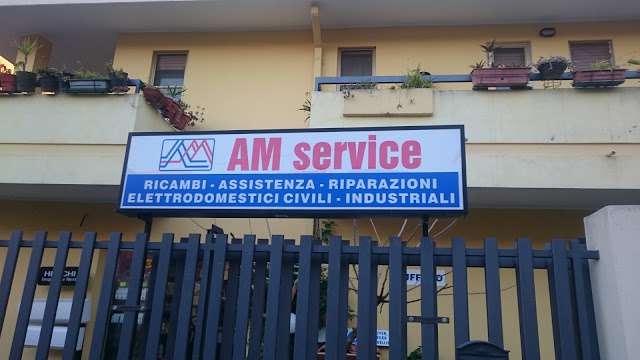 AM service
RICAMBI - ASSISTENZA - RIPARAZIONI
ELETTRODOMESTICI CIVILI - INDUSTRIALI